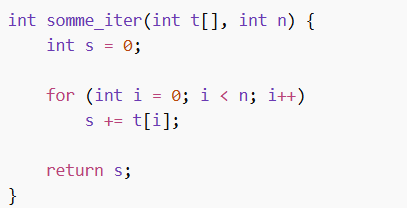 int somme_iter(int t[], int n) {
    int s = 0;

    for (int i = 0; i < n; i++)
        s += t[i];

    return s;
}